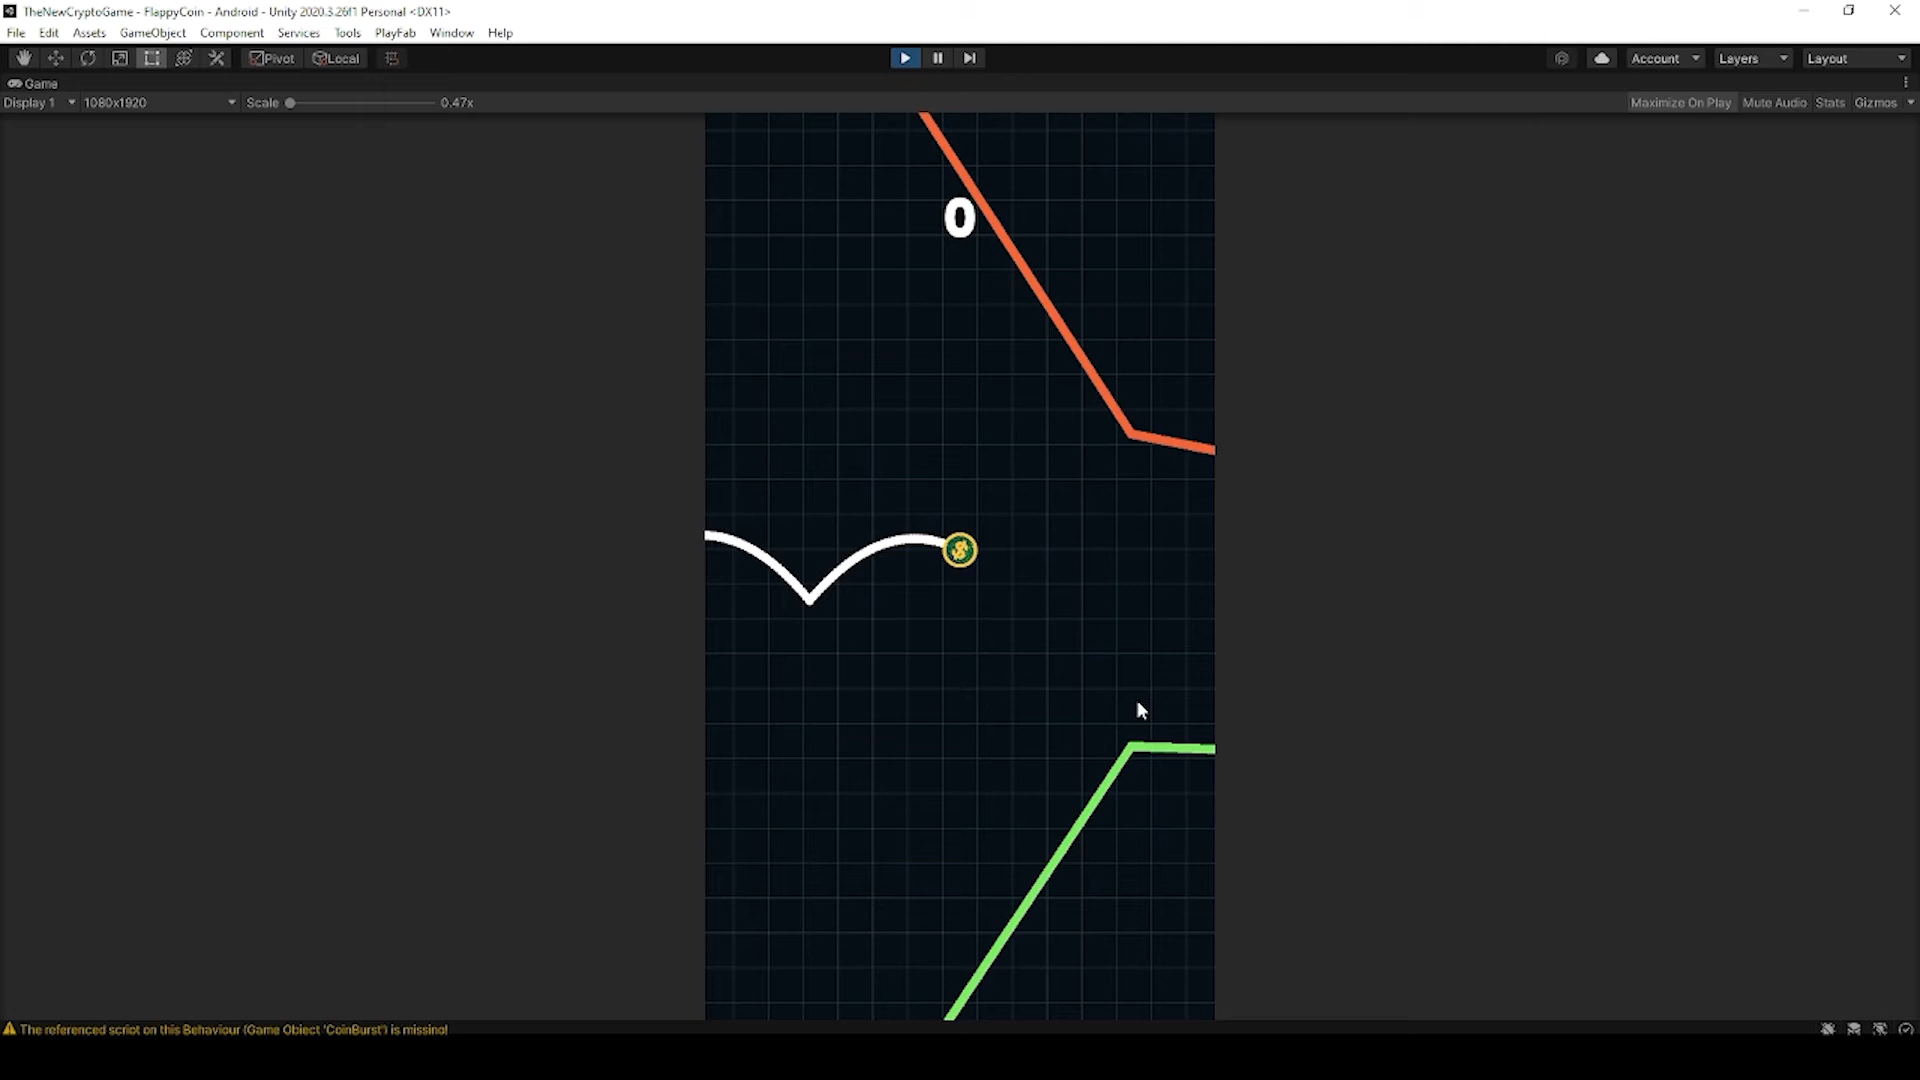 TheNewCryptoGame - FlappyCoin - Android - Unity 2020.3.26f1 Personal <DX11>
File Edit Assets GameObject Component Services Tools PlayFab Window Help
Pivot Local Account Layers Layout
Game
Display 1 1080x1920 Scale 0.47x Maximize On Play Mute Audio Stats Gizmos
0
$
The referenced script on this Behaviour (Game Object 'CoinBurst') is missing!